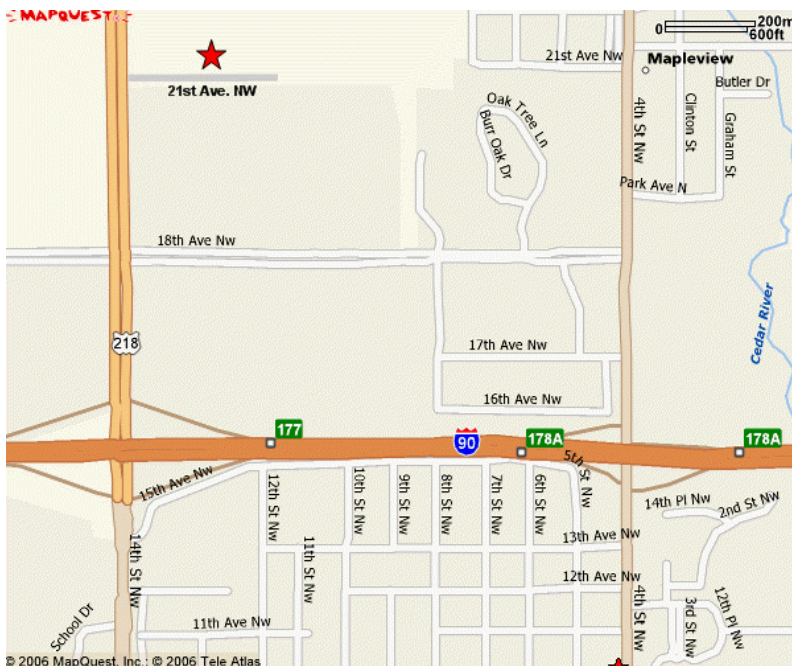 MAPQUEST
0 200m
600ft
21st Ave Nw
Mapleview
21st Ave. NW
Butler Dr
Oak Tree Ln
Burr Oak Dr
4th St Nw
Clinton St
Graham St
Park Ave N
18th Ave Nw
Cedar River
218
17th Ave Nw
16th Ave Nw
177
90
178A
178A
15th Ave Nw
5th St Nw
12th St Nw
10th St Nw
9th St Nw
8th St Nw
7th St Nw
6th St Nw
14th Pl Nw
2nd St Nw
14th St Nw
11th St Nw
13th Ave Nw
12th Ave Nw
4th St Nw
3rd St Nw
12th Pl Nw
School Dr
11th Ave Nw
© 2006 MapQuest, Inc.; © 2006 Tele Atlas